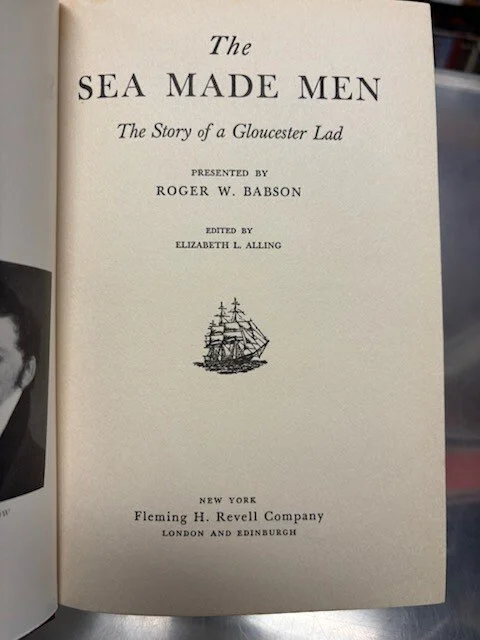 The
SEA MADE MEN
The Story of a Gloucester Lad
PRESENTED BY
ROGER W. BABSON
EDITED BY
ELIZABETH L. ALLING
NEW YORK
Fleming H. Revell Company
LONDON AND EDINBURGH